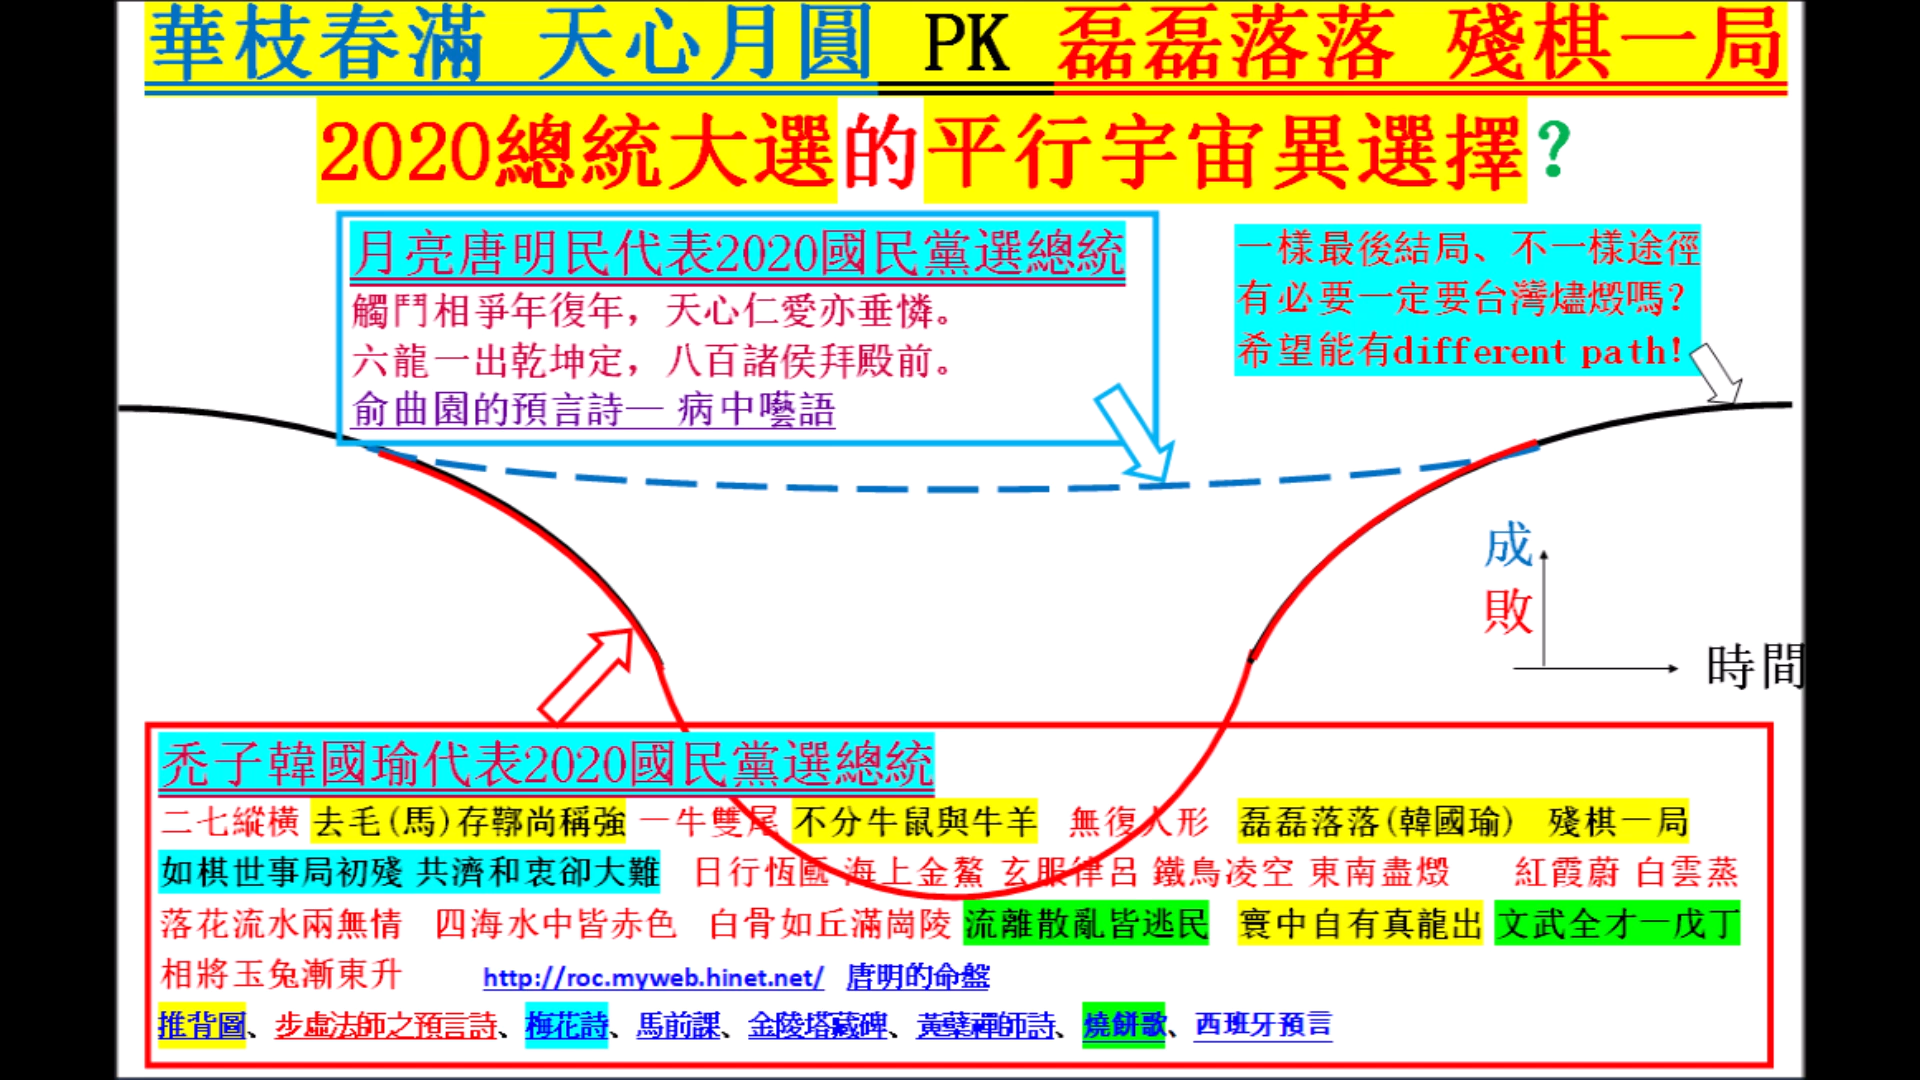 華枝春滿 天心月圓 PK 磊磊落落 殘棋一局
2020總統大選的平行宇宙異選擇?
月亮唐明民代表2020國民黨選總統
觸鬥相爭年復年，天心仁愛亦垂憐。
六龍一出乾坤定，八百諸侯拜殿前。
俞曲園的預言詩— 病中囈語
一樣最後結局、不一樣途徑
有必要一定要台灣燼燬嗎?
希望能有different path!
成
敗
時間
禿子韓國瑜代表2020國民黨選總統
二七縱橫 去毛(馬)存鞹尚稱強 一牛雙尾 不分牛鼠與牛羊 無復人形 磊磊落落(韓國瑜) 殘棋一局
如棋世事局初殘 共濟和衷卻大難 日行恆匭 海上金鰲 玄服律呂 鐵鳥凌空 東南盡燬 紅霞蔚 白雲蒸
落花流水兩無情 四海水中皆赤色 白骨如丘滿崗陵 流離散亂皆逃民 寰中自有真龍出 文武全才一戊丁
相將玉兔漸東升 http://roc.myweb.hinet.net/ 唐明的命盤
推背圖、步虛法師之預言詩、梅花詩、馬前課、金陵塔藏碑、黃蘗禪師詩、燒餅歌、西班牙預言